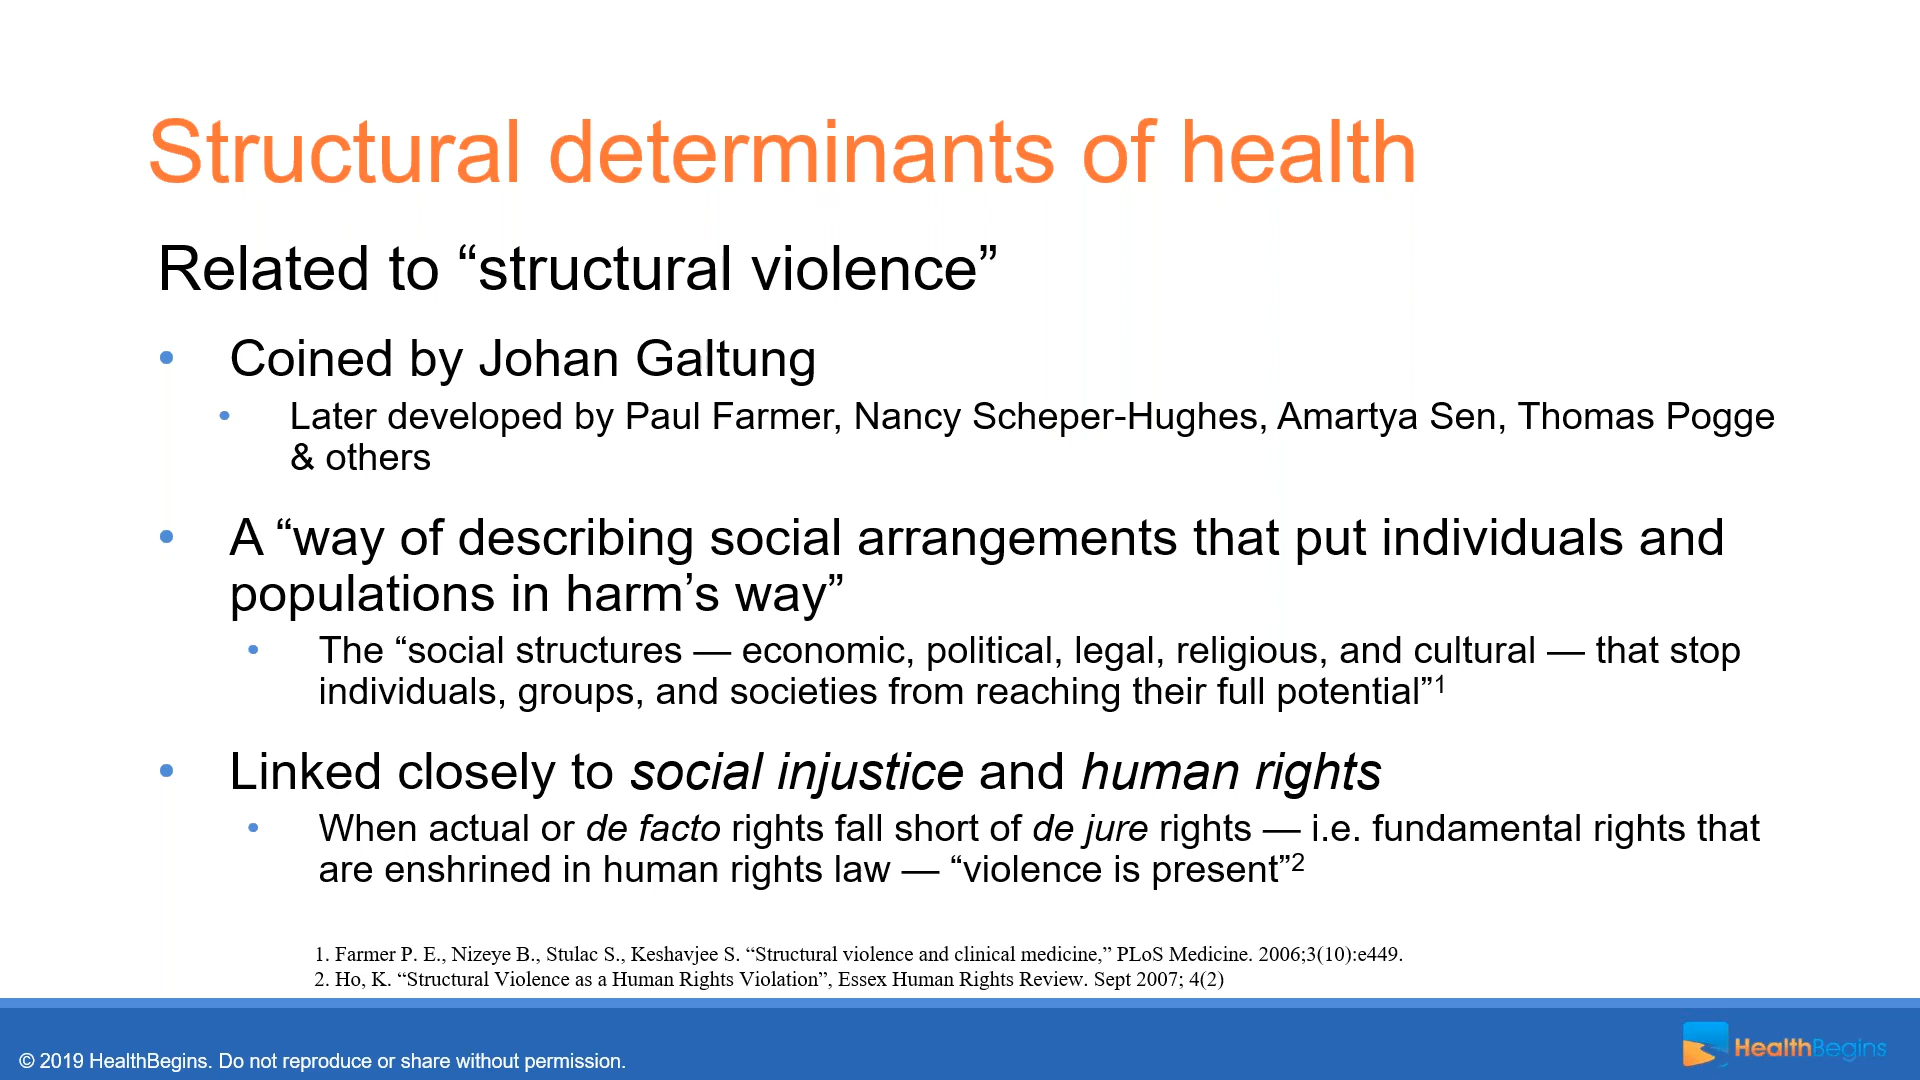 Structural determinants of health
Related to “structural violence”
• Coined by Johan Galtung
• Later developed by Paul Farmer, Nancy Scheper-Hughes, Amartya Sen, Thomas Pogge
& others
• A “way of describing social arrangements that put individuals and
populations in harm’s way”
• The “social structures — economic, political, legal, religious, and cultural — that stop
individuals, groups, and societies from reaching their full potential”1
• Linked closely to social injustice and human rights
• When actual or de facto rights fall short of de jure rights — i.e. fundamental rights that
are enshrined in human rights law — “violence is present”2
1. Farmer P. E., Nizeye B., Stulac S., Keshavjee S. “Structural violence and clinical medicine,” PLoS Medicine. 2006;3(10):e449.
2. Ho, K. “Structural Violence as a Human Rights Violation”, Essex Human Rights Review. Sept 2007; 4(2)
© 2019 HealthBegins. Do not reproduce or share without permission.
HealthBegins